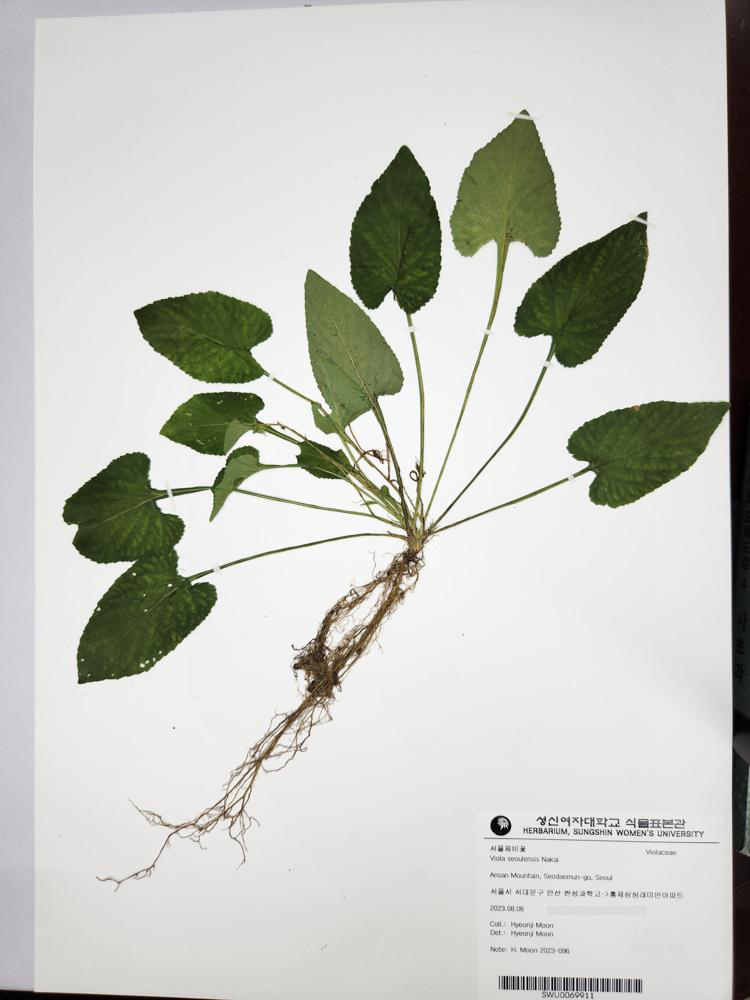 성신여자대학교 식물표본관
HERBARIUM, SUNGSHIN WOMEN'S UNIVERSITY
서울제비꽃 Violaceae
Viola seoulensis Nakai
Ansan Mountain, Seodaemun-gu, Seoul
서울시 서대문구 안산 한성과학고->홍제삼성래미안아파트
2023.08.06
Coll.: Hyeonji Moon
Det.: Hyeonji Moon
Note: H. Moon 2023-096
SWU0069911